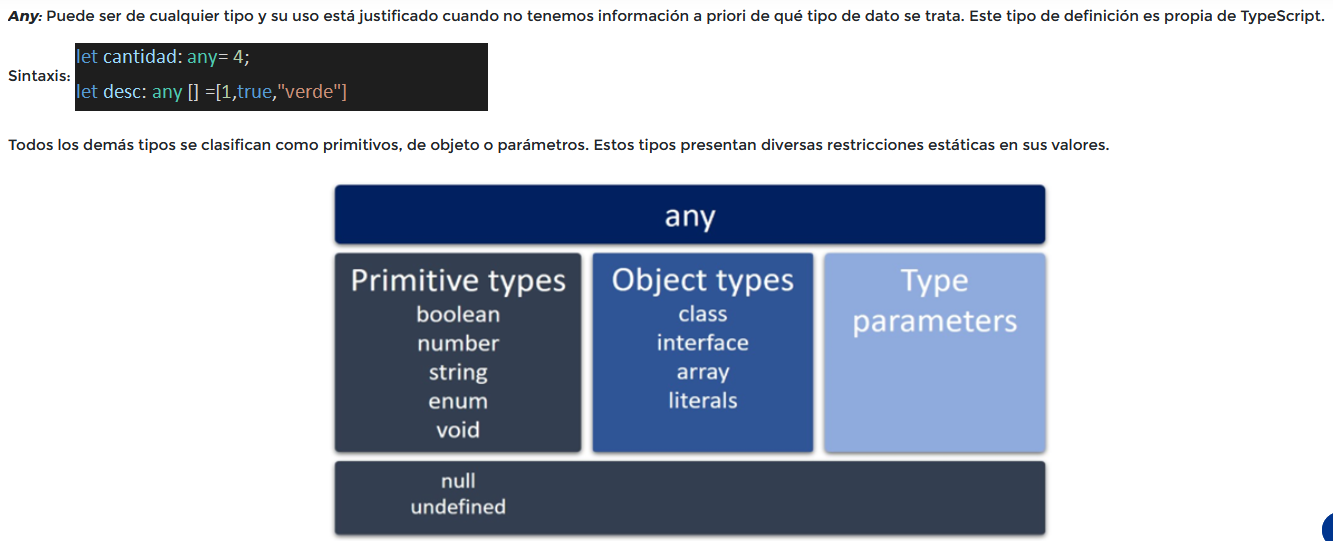 Any: Puede ser de cualquier tipo y su uso está justificado cuando no tenemos información a priori de qué tipo de dato se trata. Este tipo de definición es propia de TypeScript.
Sintaxis:
let cantidad: any= 4;
let desc: any [] =[1,true,"verde"]
Todos los demás tipos se clasifican como primitivos, de objeto o parámetros. Estos tipos presentan diversas restricciones estáticas en sus valores.
any
Primitive types
boolean
number
string
enum
void
Object types
class
interface
array
literals
Type
parameters
null
undefined